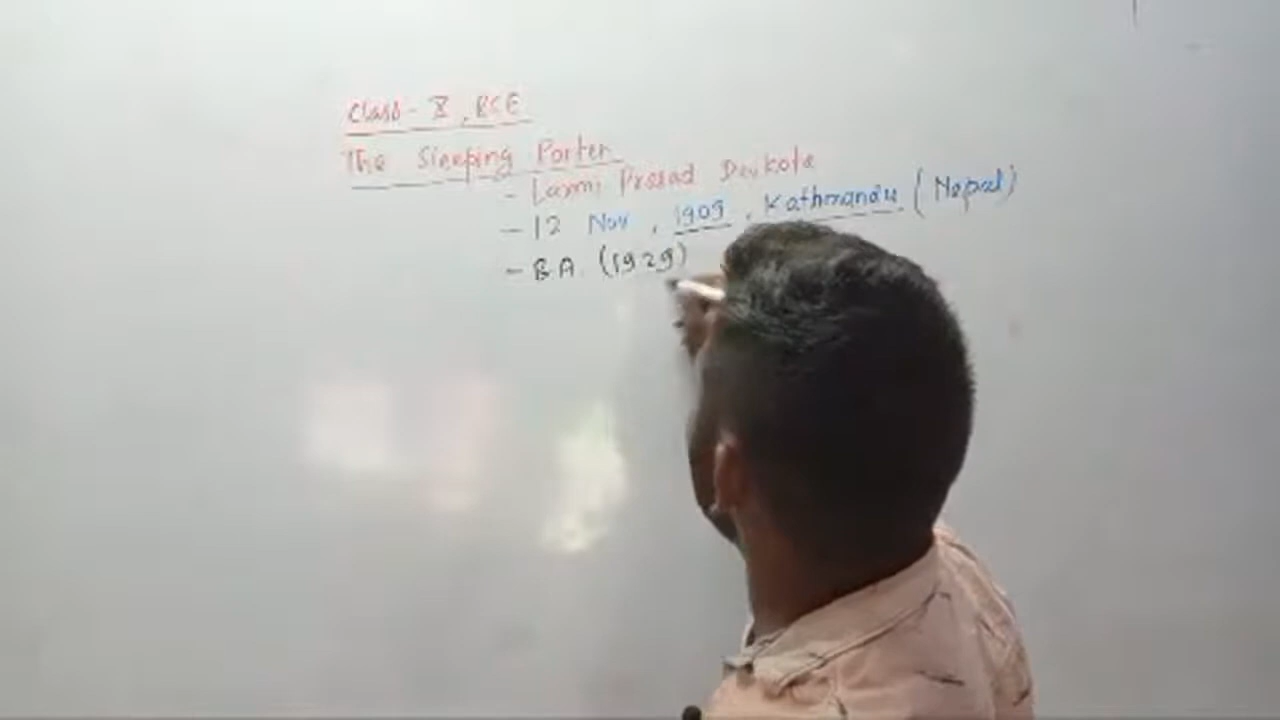 Class - X, BSE
The Sleeping Porter
- Laxmi Prasad Devkota
- 12 Nov, 1909, Kathmandu (Nepal)
- B.A. (1929)